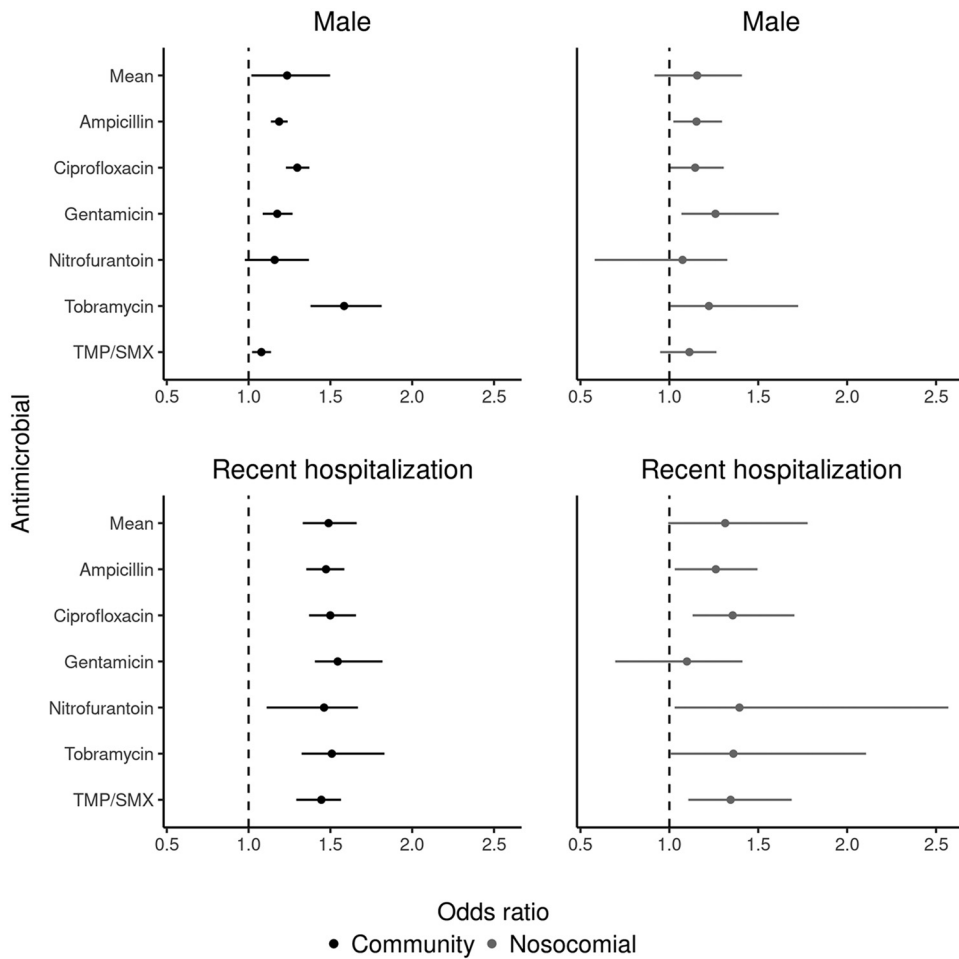 Male
Male
Mean
Ampicillin
Ciprofloxacin
Gentamicin
Nitrofurantoin
Tobramycin
TMP/SMX
0.5 1.0 1.5 2.0 2.5
0.5 1.0 1.5 2.0 2.5
Antimicrobial
Recent hospitalization
Recent hospitalization
Mean
Ampicillin
Ciprofloxacin
Gentamicin
Nitrofurantoin
Tobramycin
TMP/SMX
0.5 1.0 1.5 2.0 2.5
0.5 1.0 1.5 2.0 2.5
Odds ratio
Community Nosocomial